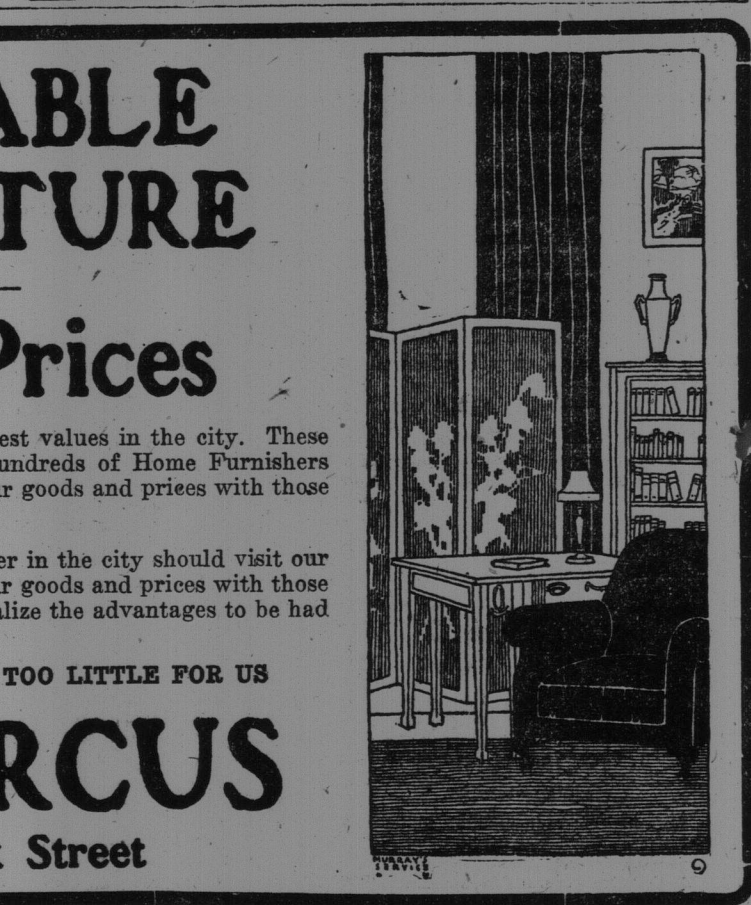 ABLE
TURE
Prices
est values in the city. These
undreds of Home Furnishers
r goods and prices with those
er in the city should visit our
r goods and prices with those
alize the advantages to be had
TOO LITTLE FOR US
RCUS
Street
MURRAY'S
SERVICE